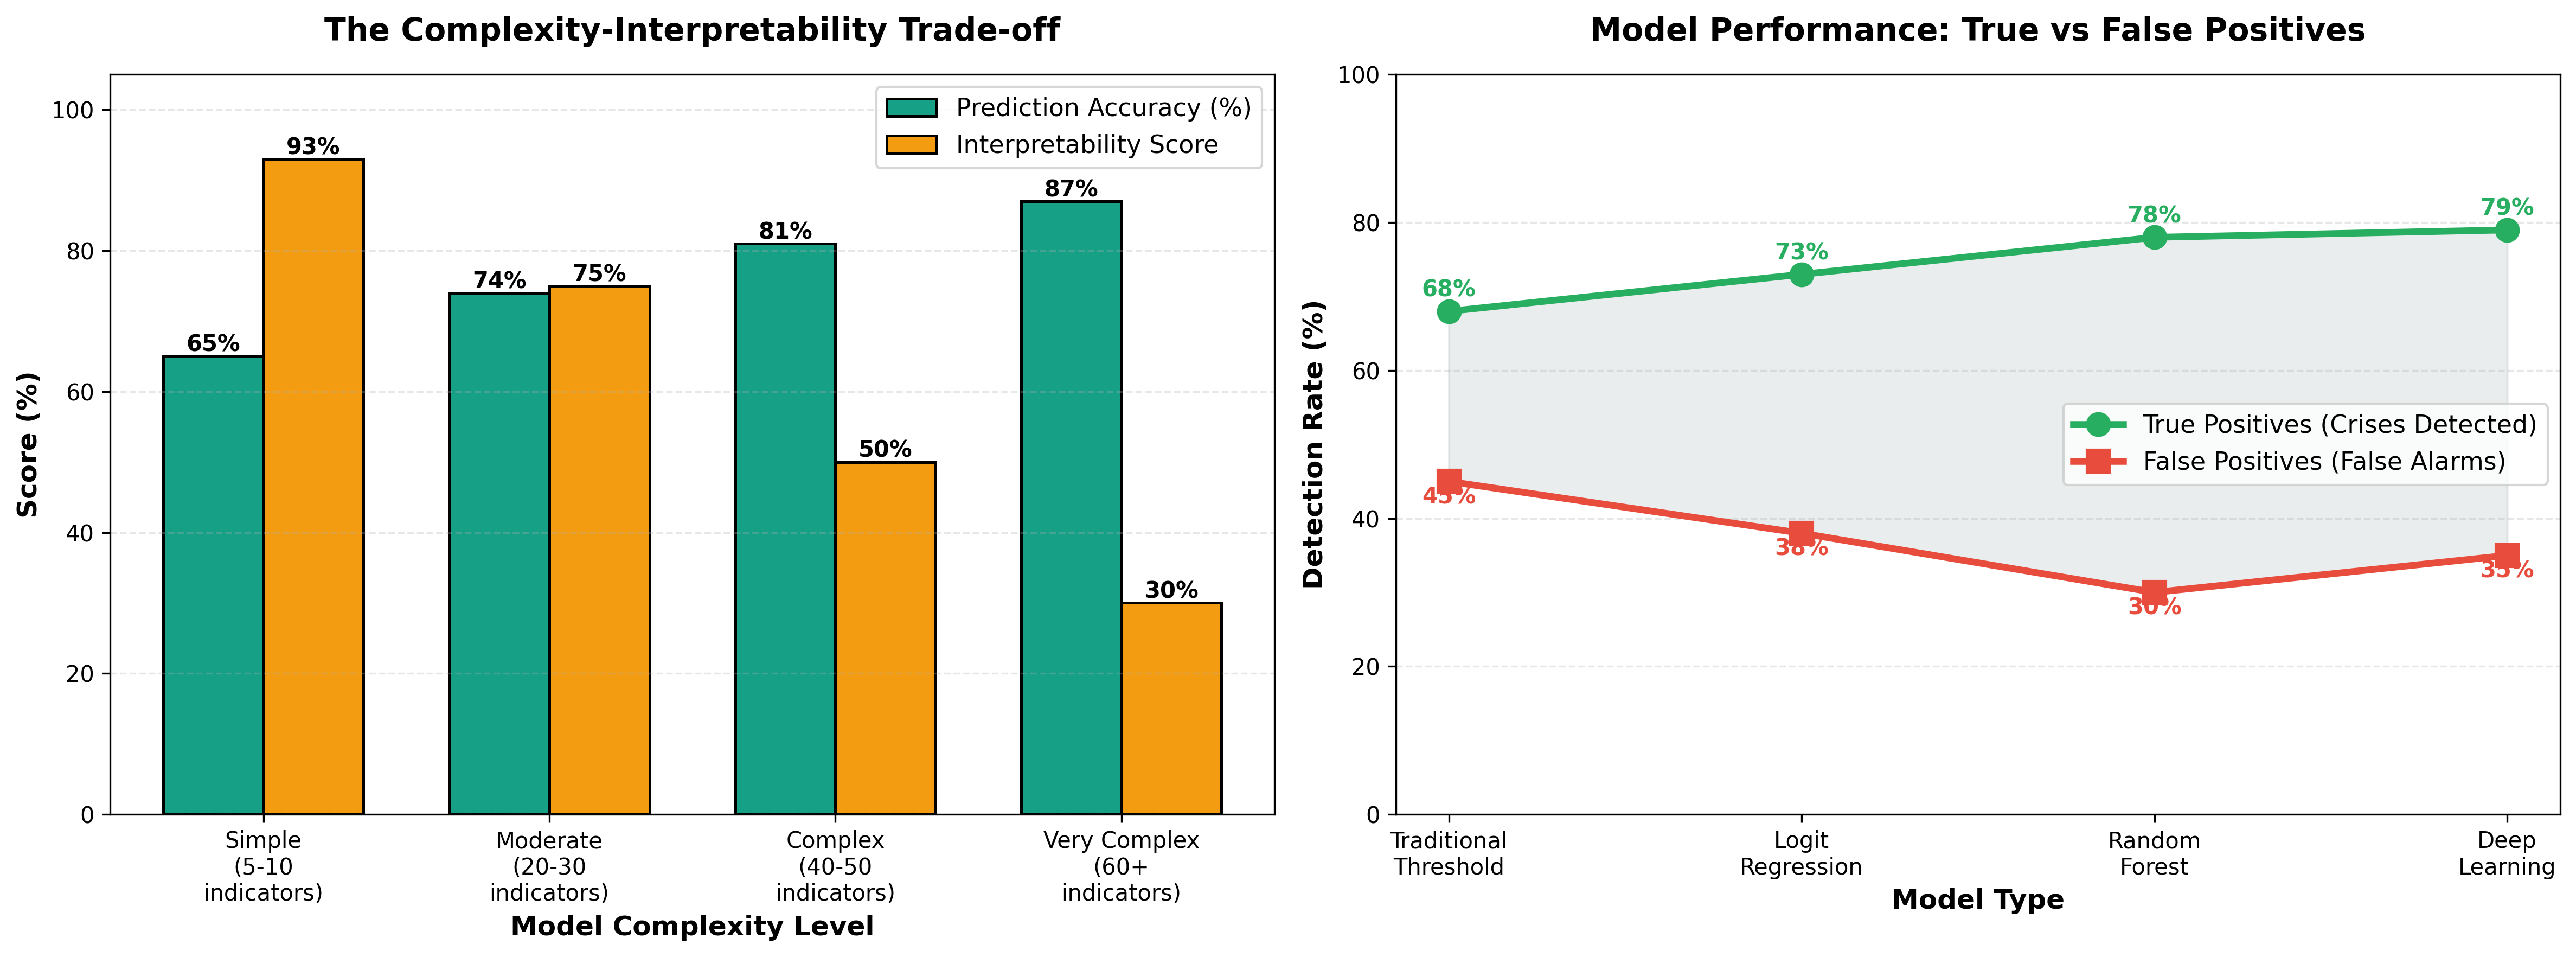 The Complexity-Interpretability Trade-off
Score (%)
100
80
60
40
20
0
Prediction Accuracy (%)
Interpretability Score
65%
93%
74%
75%
81%
50%
87%
30%
Simple
(5-10
indicators)
Moderate
(20-30
indicators)
Complex
(40-50
indicators)
Very Complex
(60+
indicators)
Model Complexity Level
Model Performance: True vs False Positives
Detection Rate (%)
100
80
60
40
20
0
68%
73%
78%
79%
True Positives (Crises Detected)
False Positives (False Alarms)
45%
38%
30%
35%
Traditional
Threshold
Logit
Regression
Random
Forest
Deep
Learning
Model Type